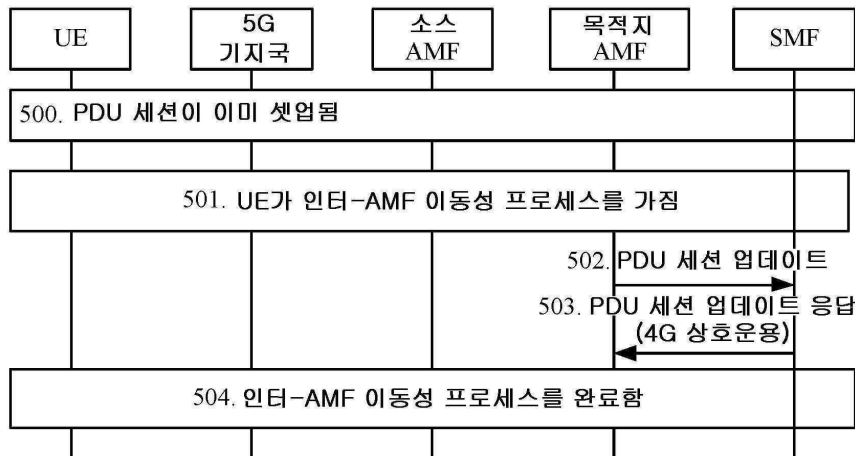 UE
5G
기지국
소스
AMF
목적지
AMF
SMF
500. PDU 세션이 이미 셋업됨
501. UE가 인터-AMF 이동성 프로세스를 가짐
502. PDU 세션 업데이트
503. PDU 세션 업데이트 응답
(4G 상호운용)
504. 인터-AMF 이동성 프로세스를 완료함